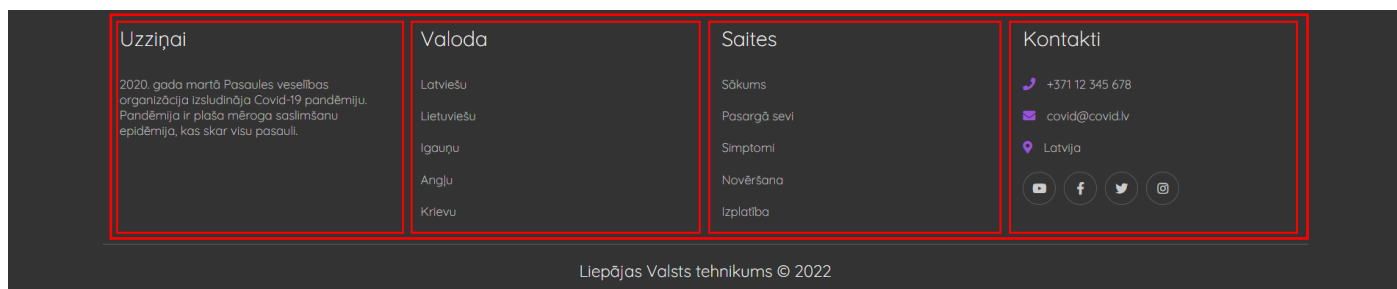 Uzziņai
2020. gada martā Pasaules veselības
organizācija izsludināja Covid-19 pandēmiju.
Pandēmija ir plaša mēroga saslimšanu
epidēmija, kas skar visu pasauli.
Valoda
Latviešu
Lietuviešu
Igauņu
Angļu
Krievu
Saites
Sākums
Pasargā sevi
Simptomi
Novēršana
Izplatība
Kontakti
+371 12 345 678
covid@covid.lv
Latvija
Liepājas Valsts tehnikums © 2022